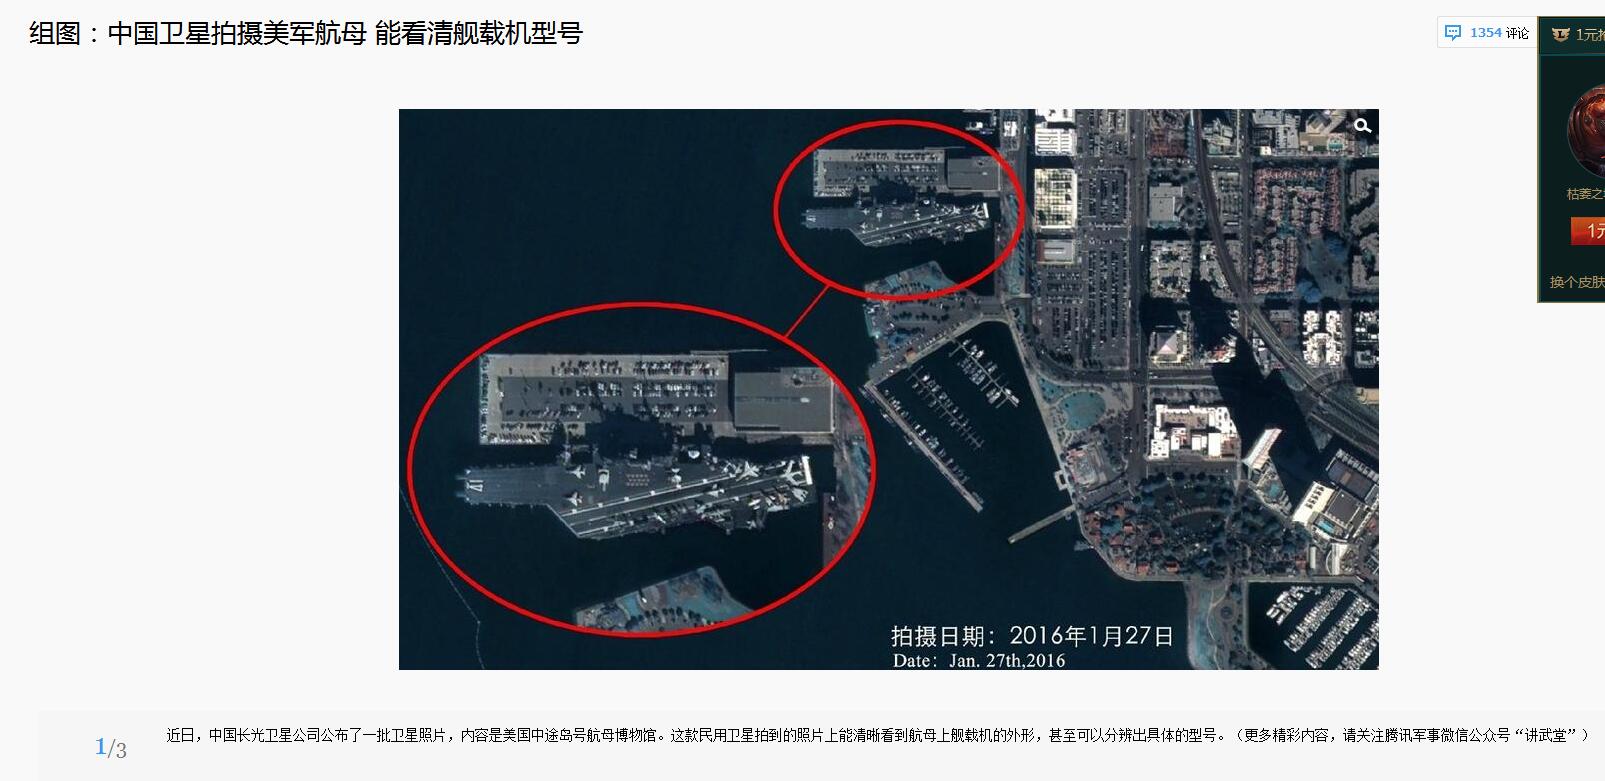 组图：中国卫星拍摄美军航母 能看清舰载机型号
1354 评论
1元
枯萎之
1元
换个皮肤
拍摄日期：2016年1月27日
Date: Jan. 27th,2016
1/3
近日，中国长光卫星公司公布了一批卫星照片，内容是美国中途岛号航母博物馆。这款民用卫星拍到的照片上能清晰看到航母上舰载机的外形，甚至可以分辨出具体的型号。（更多精彩内容，请关注腾讯军事微信公众号“讲武堂”）